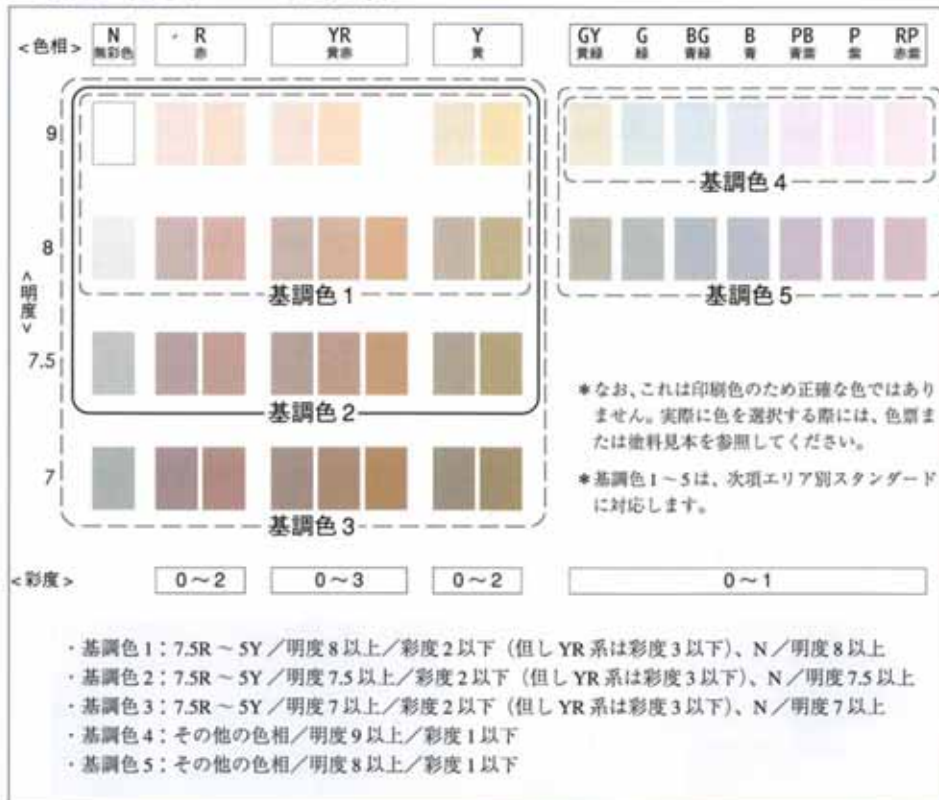 <色相>
N
無彩色
R
赤
YR
黄赤
Y
黄
GY
黄緑
G
緑
BG
青緑
B
青
PB
青紫
P
紫
RP
赤紫
<明度>
9
8
7.5
7
基調色 1
基調色 2
基調色 3
基調色 4
基調色 5
*なお、これは印刷色のため正確な色ではあり
ません。実際に色を選択する際には、色票ま
たは塗料見本を参照してください。
*基調色1～5は、次項エリア別スタンダード
に対応します。
<彩度>
0～2
0～3
0～2
0～1
・基調色1:7.5R ～ 5Y/明度8以上/彩度2以下(但しYR系は彩度3以下)、N/明度8以上
・基調色2:7.5R ～ 5Y/明度7.5以上/彩度2以下(但しYR系は彩度3以下)、N/明度7.5以上
・基調色3:7.5R ～ 5Y/明度7以上/彩度2以下(但しYR系は彩度3以下)、N/明度7以上
・基調色4:その他の色相/明度9以上/彩度1以下
・基調色5:その他の色相/明度8以上/彩度1以下